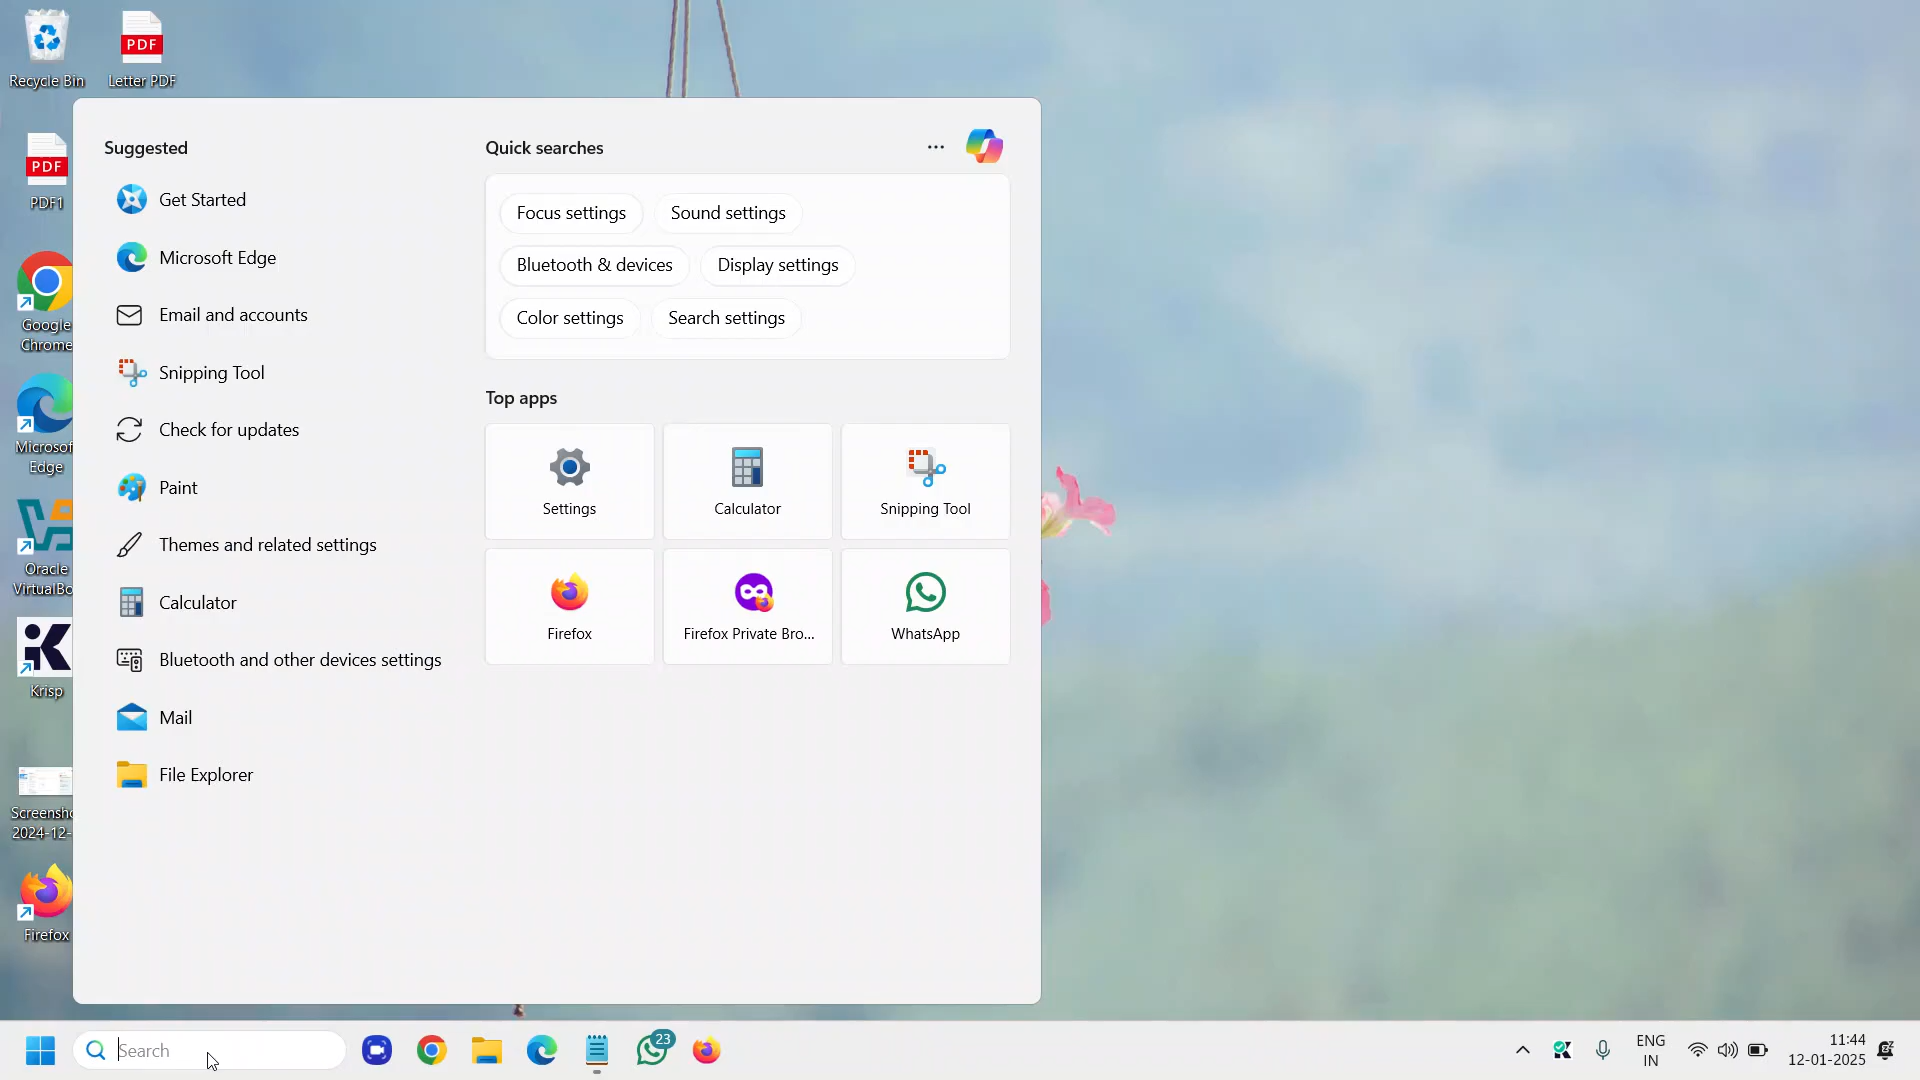 Recycle Bin
PDF
Letter PDF
PDF
PDF1
Google
Chrome
Microsof
Edge
Oracle
VirtualBo
Krisp
Screensho
2024-12-
Firefox
Suggested
Get Started
Microsoft Edge
Email and accounts
Snipping Tool
Check for updates
Paint
Themes and related settings
Calculator
Bluetooth and other devices settings
Mail
File Explorer
Quick searches
Focus settings
Sound settings
Bluetooth & devices
Display settings
Color settings
Search settings
Top apps
Settings
Calculator
Snipping Tool
Firefox
Firefox Private Bro...
WhatsApp
Search
23
ENG
IN
11:44
12-01-2025